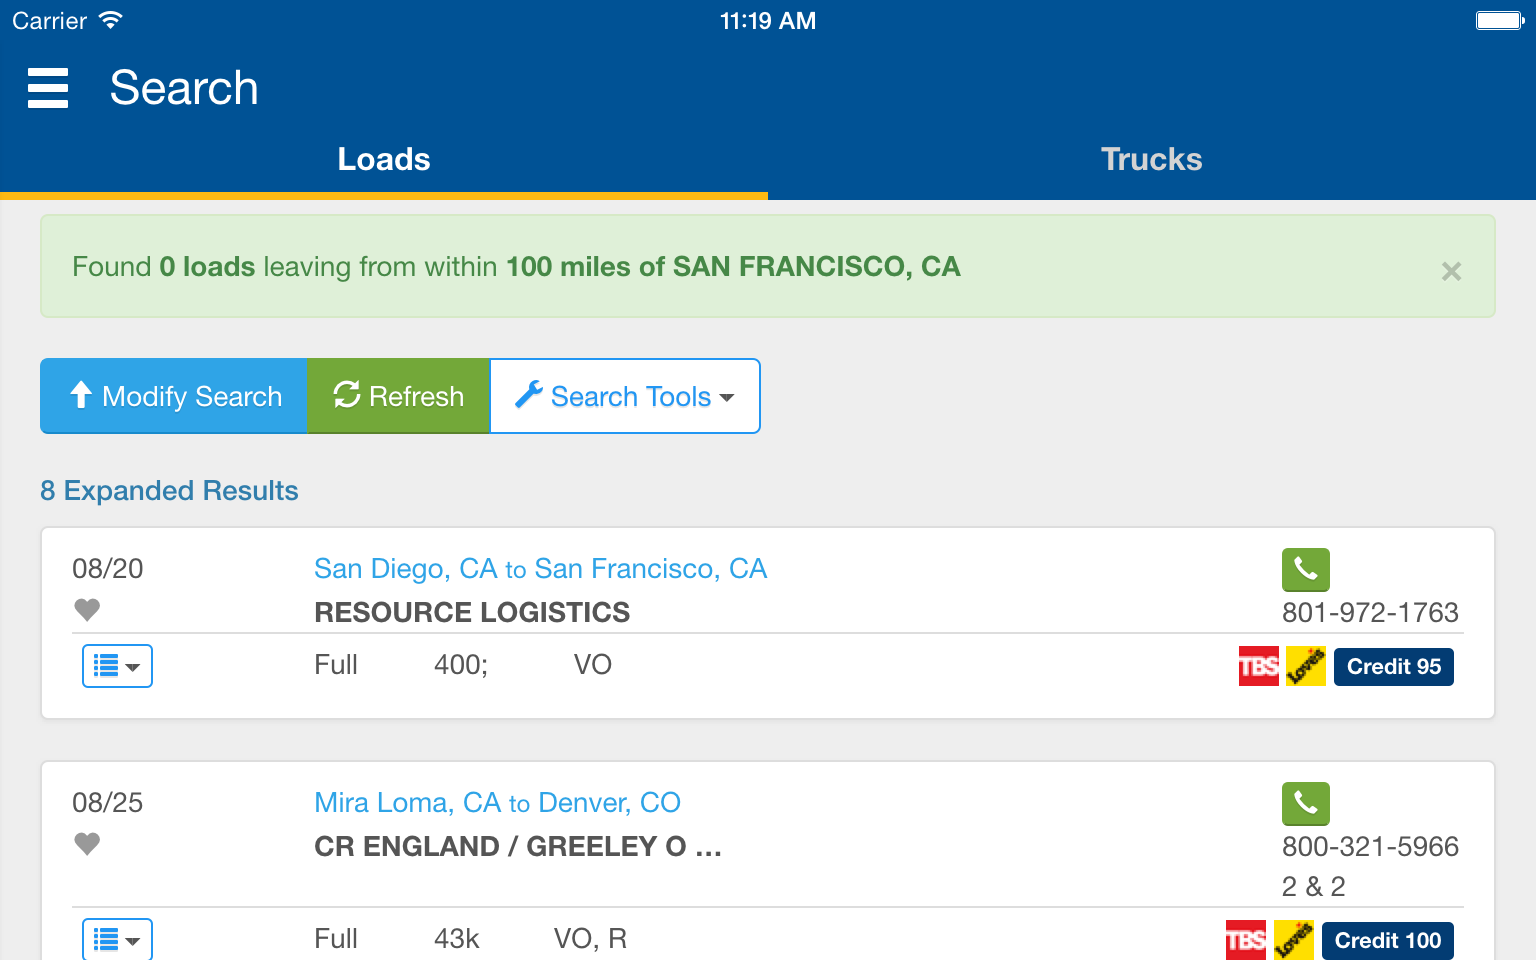 Carrier 11:19 AM
Search
Loads Trucks
Found 0 loads leaving from within 100 miles of SAN FRANCISCO, CA ×
Modify Search Refresh Search Tools
8 Expanded Results
08/20 San Diego, CA to San Francisco, CA
RESOURCE LOGISTICS 801-972-1763
Full 400; VO TBS Loves Credit 95
08/25 Mira Loma, CA to Denver, CO
CR ENGLAND / GREELEY O ... 800-321-5966
2 & 2
Full 43k VO, R TBS Loves Credit 100